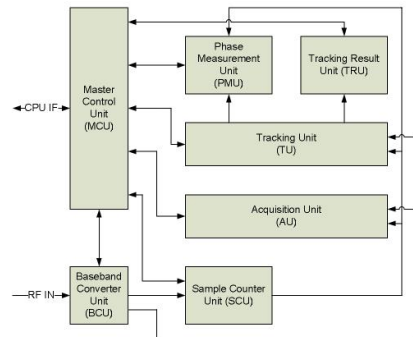 Master
Control
Unit
(MCU)
Phase
Measurement
Unit
(PMU)
Tracking Result
Unit (TRU)
CPU IF
Tracking Unit
(TU)
Acquisition Unit
(AU)
Baseband
Converter
Unit
(BCU)
Sample Counter
Unit (SCU)
RF IN